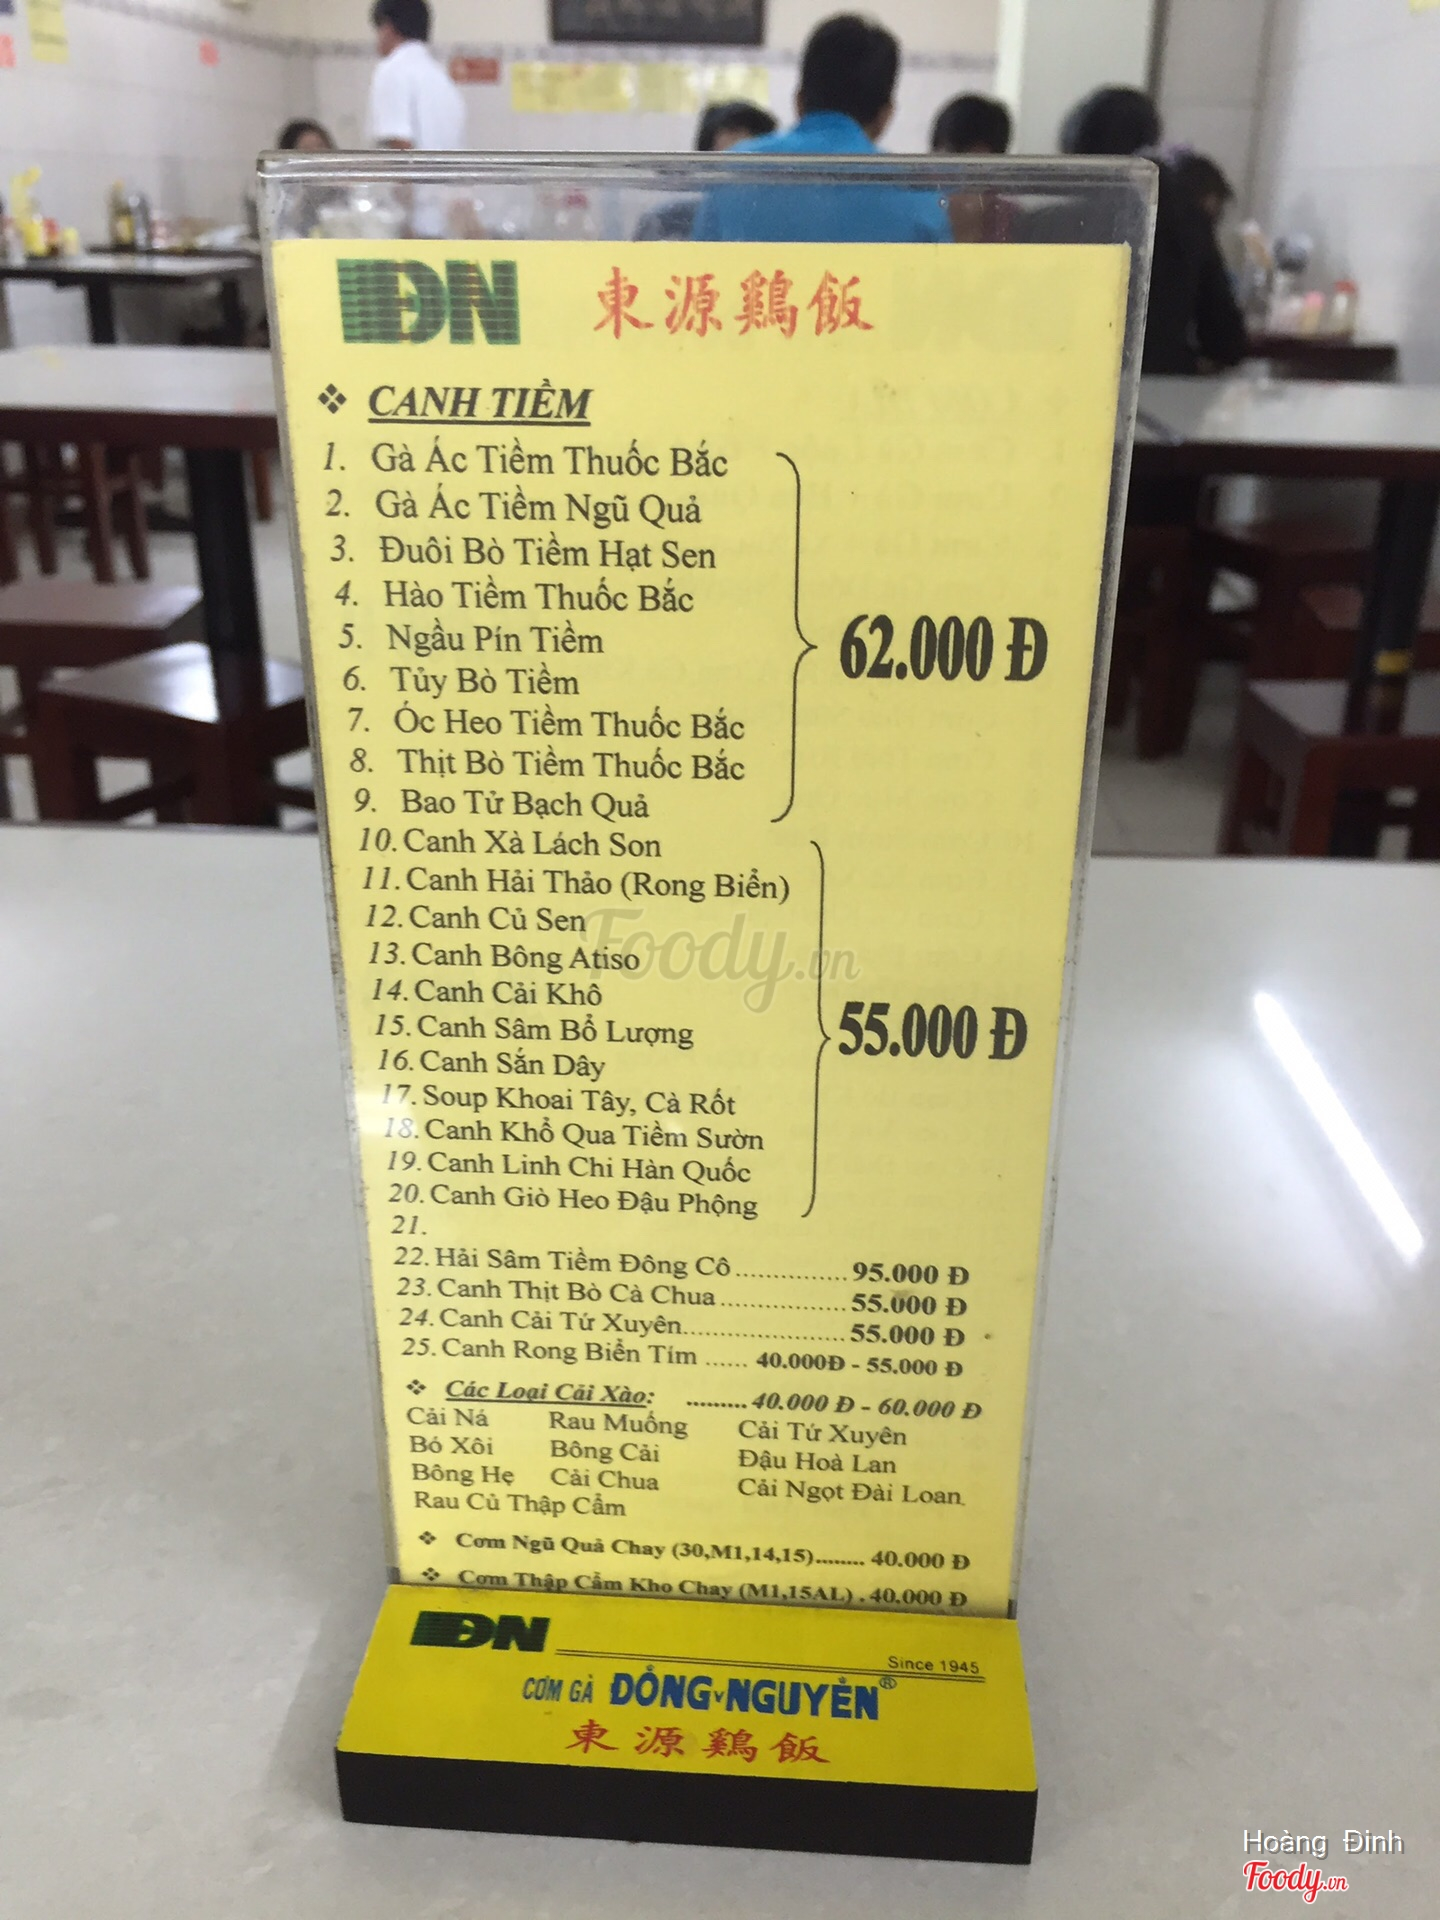 ĐN 東源鷄飯
❖ CANH TIỀM
1. Gà Ác Tiềm Thuốc Bắc
2. Gà Ác Tiềm Ngũ Quả
3. Đuôi Bò Tiềm Hạt Sen
4. Hào Tiềm Thuốc Bắc
5. Ngầu Pín Tiềm
6. Tủy Bò Tiềm
7. Óc Heo Tiềm Thuốc Bắc
8. Thịt Bò Tiềm Thuốc Bắc
9. Bao Tử Bạch Quả
62.000 Đ
10. Canh Xà Lách Son
11. Canh Hải Thảo (Rong Biển)
12. Canh Củ Sen
13. Canh Bông Atiso
14. Canh Cải Khô
15. Canh Sâm Bổ Lượng
16. Canh Sắn Dây
17. Soup Khoai Tây, Cà Rốt
18. Canh Khổ Qua Tiềm Sườn
19. Canh Linh Chi Hàn Quốc
20. Canh Giò Heo Đậu Phộng
55.000 Đ
21.
22. Hải Sâm Tiềm Đông Cô ................ 95.000 Đ
23. Canh Thịt Bò Cà Chua .................. 55.000 Đ
24. Canh Cải Tứ Xuyên........................ 55.000 Đ
25. Canh Rong Biển Tím ...... 40.000Đ - 55.000 Đ
❖ Các Loại Cải Xào: ......... 40.000 Đ - 60.000 Đ
Cải Ná Rau Muống Cải Tứ Xuyên
Bó Xôi Bông Cải Đậu Hoà Lan
Bông Hẹ Cải Chua Cải Ngọt Đài Loan
Rau Củ Thập Cẩm
❖ Cơm Ngũ Quả Chay (30,M1,14,15)........ 40.000 Đ
❖ Cơm Thập Cẩm Kho Chay (M1,15AL) . 40.000 Đ
ĐN
Since 1945
CƠM GÀ ĐÔNG NGUYÊN®
東源鷄飯
Foody.vn
Hoàng Đinh
Foody.vn